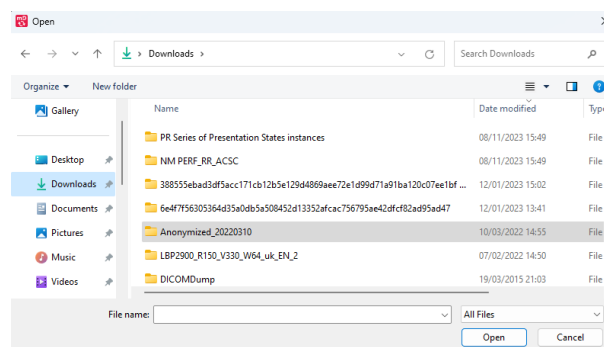 Open
Downloads
Search Downloads
Organize New folder
Gallery
Name Date modified Type
PR Series of Presentation States instances 08/11/2023 15:49 File
NM PERF_RR_ACSC 08/11/2023 15:49 File
Desktop
388555ebad3df5acc171cb12b5e129d4869aee72e1d99d71a91ba120c07ee1bf ... 12/01/2023 15:02 File
Downloads
Documents
6e4f7f56305364d35a0db5a508452d13352afcac756795ae42dfcf82ad95ad47 12/01/2023 13:41 File
Pictures
Anonymized_20220310 10/03/2022 14:55 File
Music
LBP2900_R150_V330_W64_uk_EN_2 07/02/2022 14:50 File
Videos
DICOMDump 19/03/2015 21:03 File
File name: All Files
Open Cancel